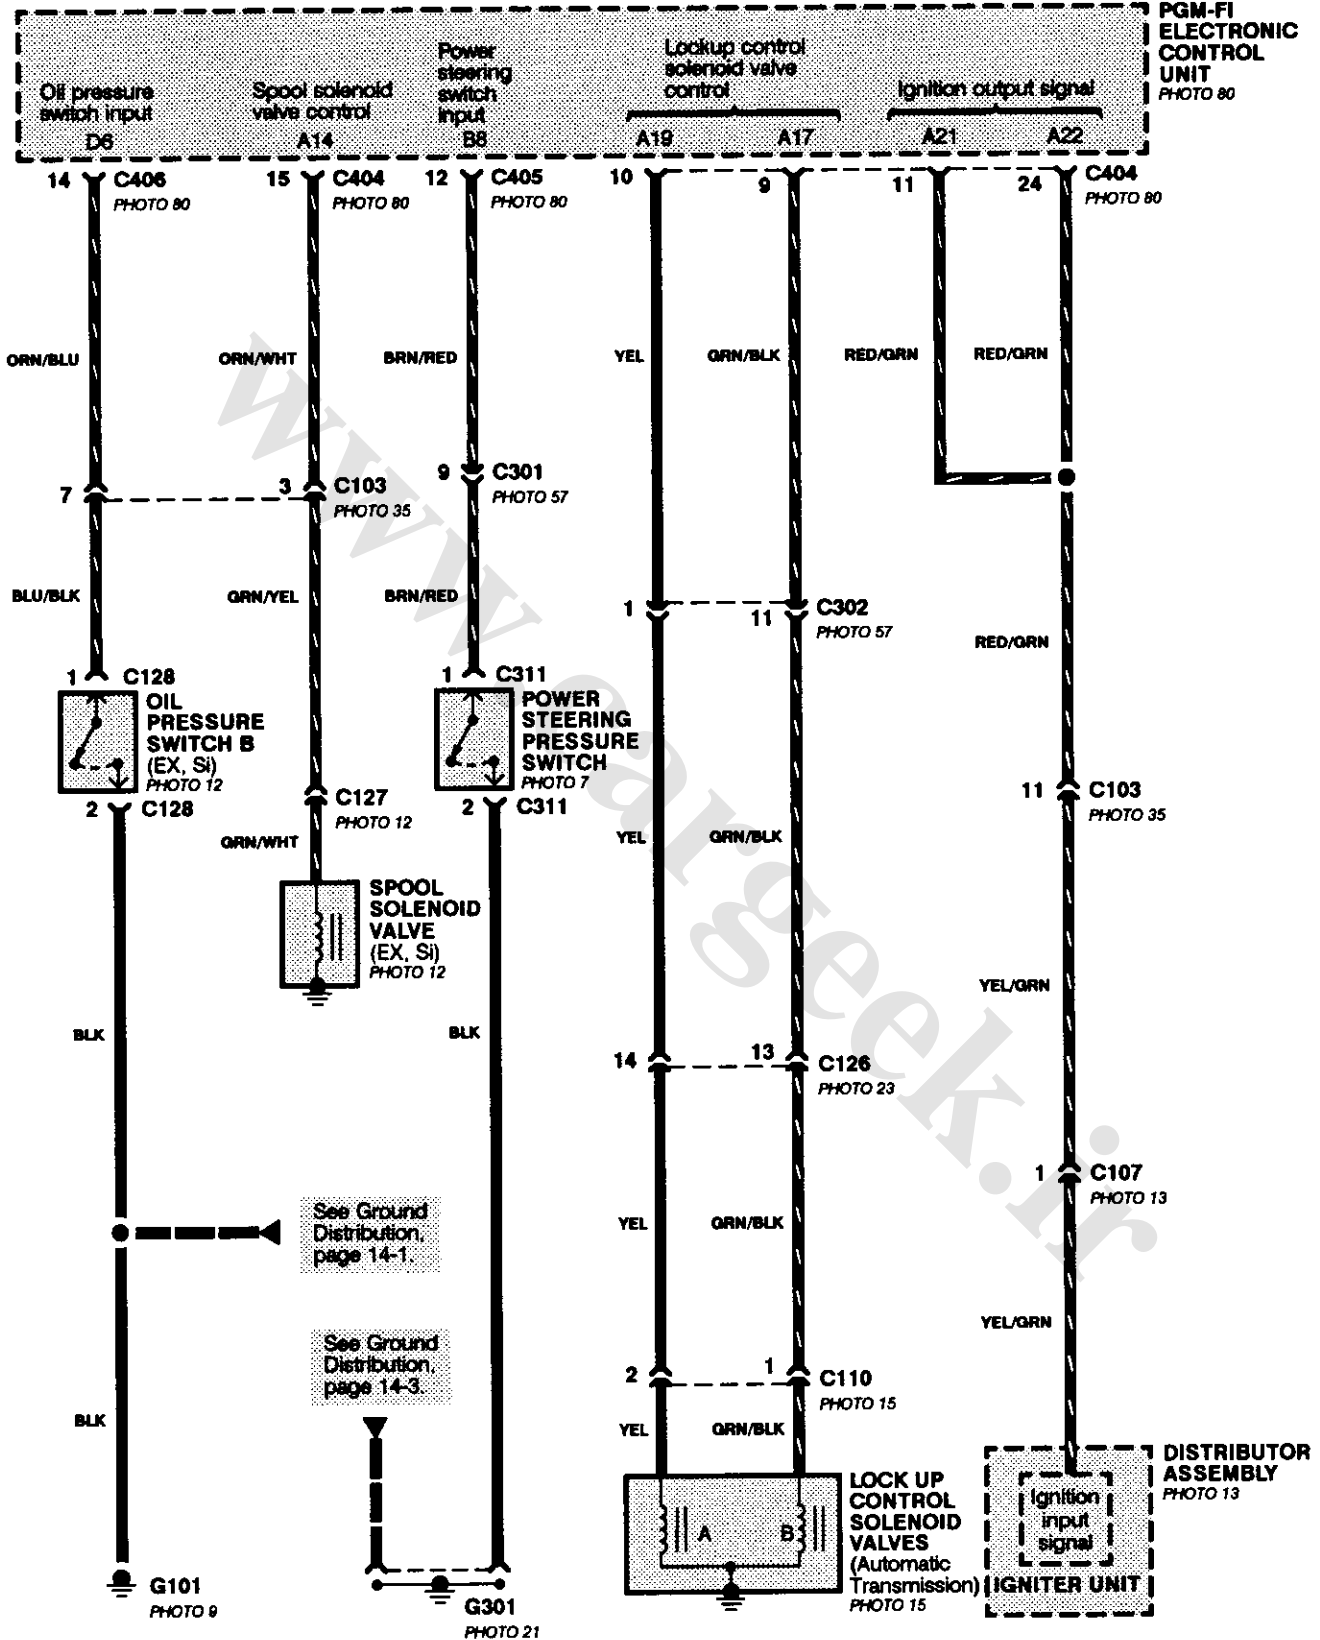 PGM-FI
ELECTRONIC
CONTROL
UNIT
PHOTO 80
Oil pressure
switch input
D6
Spool solenoid
valve control
A14
Power
steering
switch
input
B8
Lockup control
solenoid valve
control
A19
A17
Ignition output signal
A21
A22
14
C406
PHOTO 80
15
C404
PHOTO 80
12
C405
PHOTO 80
10
9
11
24
C404
PHOTO 80
ORN/BLU
ORN/WHT
BRN/RED
YEL
GRN/BLK
RED/GRN
RED/GRN
7
3
C103
PHOTO 35
9
C301
PHOTO 57
BLU/BLK
GRN/YEL
BRN/RED
1
11
C302
PHOTO 57
RED/GRN
1
C128
OIL
PRESSURE
SWITCH B
(EX, Si)
PHOTO 12
2
C128
1
C311
POWER
STEERING
PRESSURE
SWITCH
PHOTO 7
2
C311
C127
PHOTO 12
GRN/WHT
YEL
GRN/BLK
11
C103
PHOTO 35
SPOOL
SOLENOID
VALVE
(EX, Si)
PHOTO 12
BLK
BLK
YEL/GRN
14
13
C126
PHOTO 23
1
C107
PHOTO 13
See Ground
Distribution,
page 14-1.
YEL
GRN/BLK
YEL/GRN
See Ground
Distribution,
page 14-3.
2
1
C110
PHOTO 15
BLK
YEL
GRN/BLK
LOCK UP
CONTROL
SOLENOID
VALVES
(Automatic
Transmission)
PHOTO 15
A
B
DISTRIBUTOR
ASSEMBLY
PHOTO 13
Ignition
input
signal
IGNITER UNIT
G101
PHOTO 9
G301
PHOTO 21
www.cargeek.ir